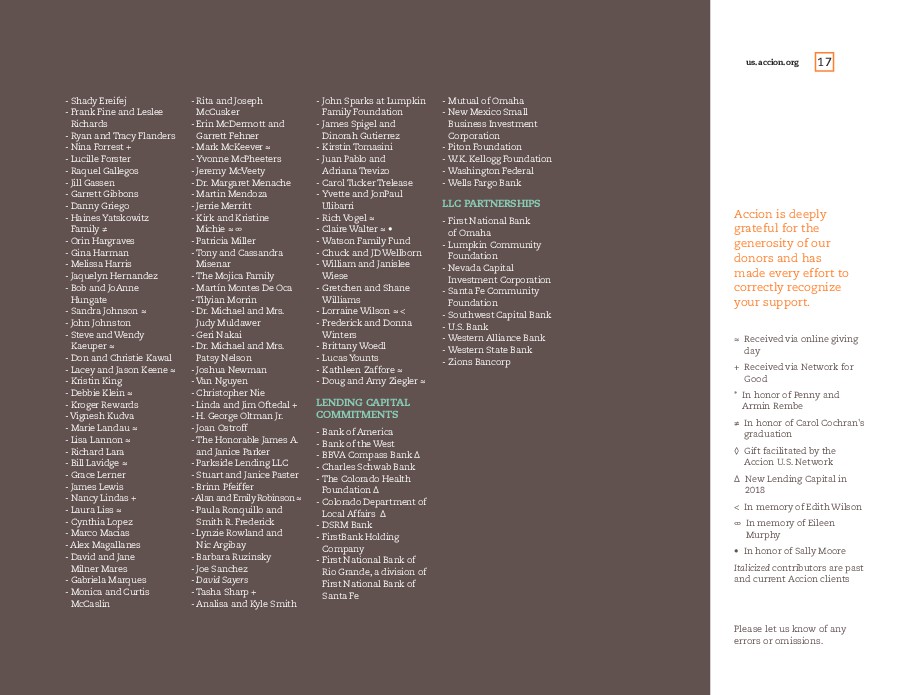 us.accion.org 17
- Shady Ereifej
- Frank Fine and Leslee
Richards
- Ryan and Tracy Flanders
- Nina Forrest +
- Lucille Forster
- Raquel Gallegos
- Jill Gassen
- Garrett Gibbons
- Danny Griego
- Haines Yatskowitz
Family ≠
- Orin Hargraves
- Gina Harman
- Melissa Harris
- Jaquelyn Hernandez
- Bob and JoAnne
Hungate
- Sandra Johnson ≈
- John Johnston
- Steve and Wendy
Kaeuper ≈
- Don and Christie Kawal
- Lacey and Jason Keene ≈
- Kristin King
- Debbie Klein ≈
- Kroger Rewards
- Vignesh Kudva
- Marie Landau ≈
- Lisa Lannon ≈
- Richard Lara
- Bill Lavidge ≈
- Grace Lerner
- James Lewis
- Nancy Lindas +
- Laura Liss ≈
- Cynthia Lopez
- Marco Macias
- Alex Magallanes
- David and Jane
Milner Mares
- Gabriela Marques
- Monica and Curtis
McCaslin
- Rita and Joseph
McCusker
- Erin McDermott and
Garrett Fehner
- Mark McKeever ≈
- Yvonne McPheeters
- Jeremy McVeety
- Dr. Margaret Menache
- Martin Mendoza
- Jerrie Merritt
- Kirk and Kristine
Michie ≈ ∞
- Patricia Miller
- Tony and Cassandra
Misenar
- The Mojica Family
- Martín Montes De Oca
- Tilyian Morrin
- Dr. Michael and Mrs.
Judy Muldawer
- Geri Nakai
- Dr. Michael and Mrs.
Patsy Nelson
- Joshua Newman
- Van Nguyen
- Christopher Nie
- Linda and Jim Oftedal +
- H. George Oltman Jr.
- Joan Ostroff
- The Honorable James A.
and Janice Parker
- Parkside Lending LLC
- Stuart and Janice Paster
- Brinn Pfeiffer
- Alan and Emily Robinson ≈
- Paula Ronquillo and
Smith R. Frederick
- Lynzie Rowland and
Nic Argibay
- Barbara Ruzinsky
- Joe Sanchez
- David Sayers
- Tasha Sharp +
- Analisa and Kyle Smith
- John Sparks at Lumpkin
Family Foundation
- James Spigel and
Dinorah Gutierrez
- Kirstin Tomasini
- Juan Pablo and
Adriana Trevizo
- Carol Tucker Trelease
- Yvette and JonPaul
Ulibarri
- Rich Vogel ≈
- Claire Walter ≈ •
- Watson Family Fund
- Chuck and JD Wellborn
- William and Janislee
Wiese
- Gretchen and Shane
Williams
- Lorraine Wilson ≈ <
- Frederick and Donna
Winters
- Brittany Woedl
- Lucas Younts
- Kathleen Zaffore ≈
- Doug and Amy Ziegler ≈
LENDING CAPITAL
COMMITMENTS
- Bank of America
- Bank of the West
- BBVA Compass Bank Δ
- Charles Schwab Bank
- The Colorado Health
Foundation Δ
- Colorado Department of
Local Affairs Δ
- DSRM Bank
- FirstBank Holding
Company
- First National Bank of
Rio Grande, a division of
First National Bank of
Santa Fe
- Mutual of Omaha
- New Mexico Small
Business Investment
Corporation
- Piton Foundation
- W.K. Kellogg Foundation
- Washington Federal
- Wells Fargo Bank
LLC PARTNERSHIPS
- First National Bank
of Omaha
- Lumpkin Community
Foundation
- Nevada Capital
Investment Corporation
- Santa Fe Community
Foundation
- Southwest Capital Bank
- U.S. Bank
- Western Alliance Bank
- Western State Bank
- Zions Bancorp
Accion is deeply
grateful for the
generosity of our
donors and has
made every effort to
correctly recognize
your support.
≈ Received via online giving
day
+ Received via Network for
Good
* In honor of Penny and
Armin Rembe
≠ In honor of Carol Cochran's
graduation
◊ Gift facilitated by the
Accion U.S. Network
Δ New Lending Capital in
2018
< In memory of Edith Wilson
∞ In memory of Eileen
Murphy
• In honor of Sally Moore
Italicized contributors are past
and current Accion clients
Please let us know of any
errors or omissions.